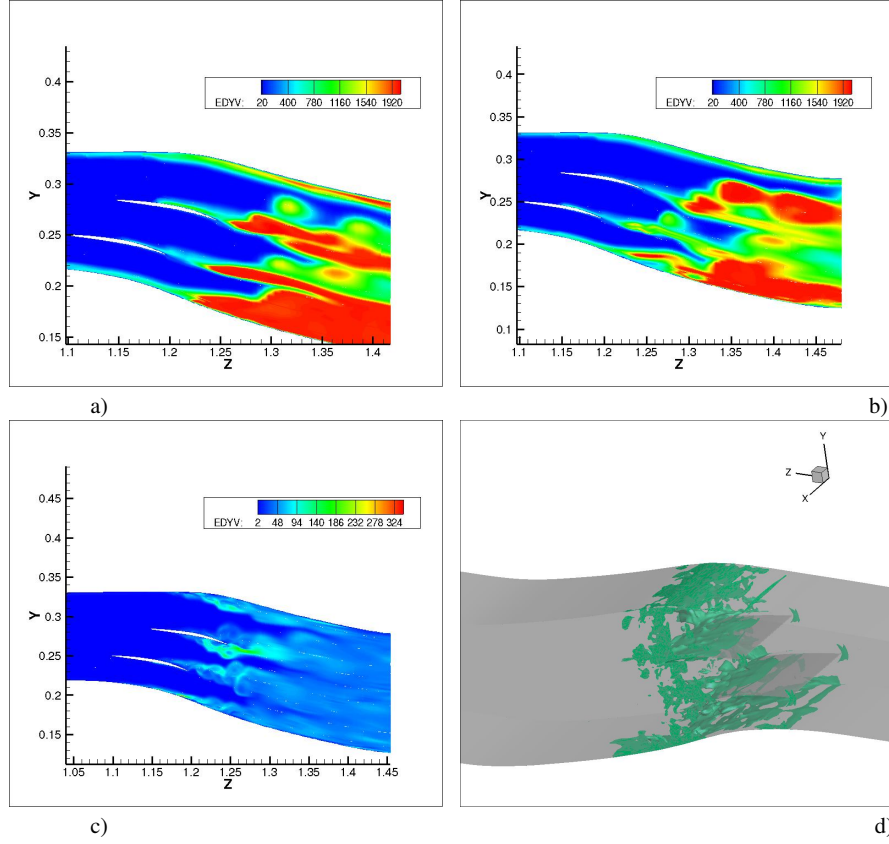 EDYV: 20 400 780 1160 1540 1920
Y
0.4
0.35
0.3
0.25
0.2
0.15
1.1 1.15 1.2 1.25 1.3 1.35 1.4
Z
a)
EDYV: 20 400 780 1160 1540 1920
Y
0.4
0.35
0.3
0.25
0.2
0.15
0.1
1.1 1.15 1.2 1.25 1.3 1.35 1.4 1.45
Z
b)
EDYV: 2 48 94 140 186 232 278 324
Y
0.45
0.4
0.35
0.3
0.25
0.2
0.15
1.05 1.1 1.15 1.2 1.25 1.3 1.35 1.4 1.45
Z
c)
Y
Z
X
d)